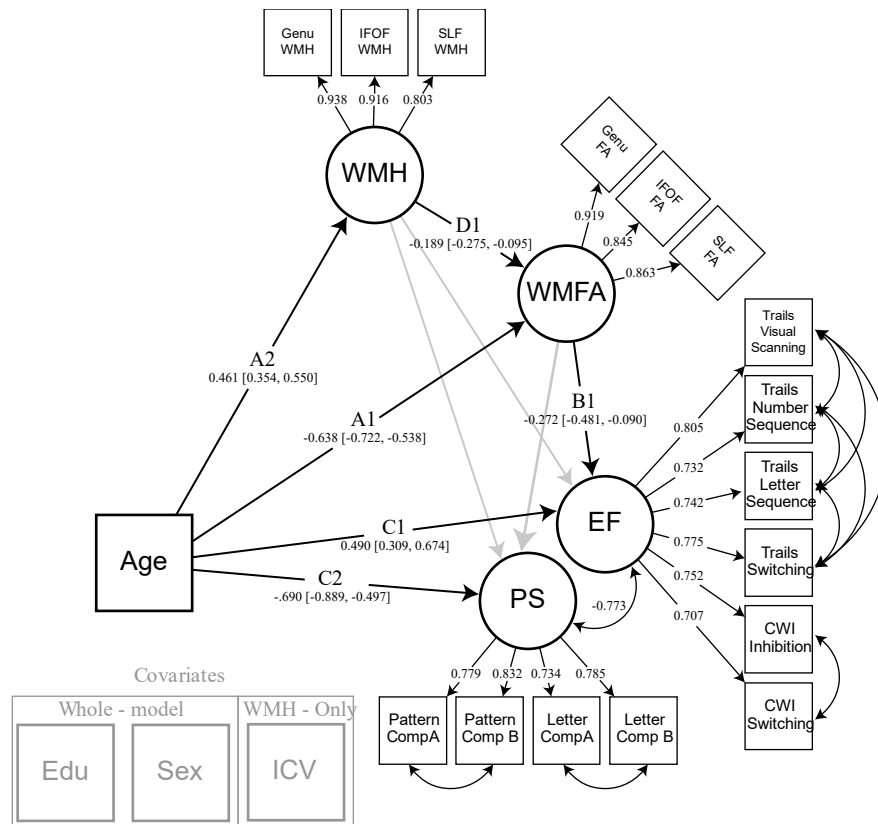 Genu
WMH
IFOF
WMH
SLF
WMH
0.938
0.916
0.803
WMH
Genu
FA
IFOF
FA
SLF
FA
0.919
0.845
0.863
D1
-0.189 [-0.275, -0.095]
WMFA
A2
0.461 [0.354, 0.550]
A1
-0.638 [-0.722, -0.538]
B1
-0.272 [-0.481, -0.090]
Trails
Visual
Scanning
Trails
Number
Sequence
Trails
Letter
Sequence
Trails
Switching
CWI
Inhibition
CWI
Switching
0.805
0.732
0.742
0.775
0.752
0.707
EF
C1
0.490 [0.309, 0.674]
Age
C2
-.690 [-0.889, -0.497]
PS
-0.773
0.779
0.832
0.734
0.785
Pattern
CompA
Pattern
Comp B
Letter
CompA
Letter
Comp B
Covariates
Whole - model
WMH - Only
Edu
Sex
ICV